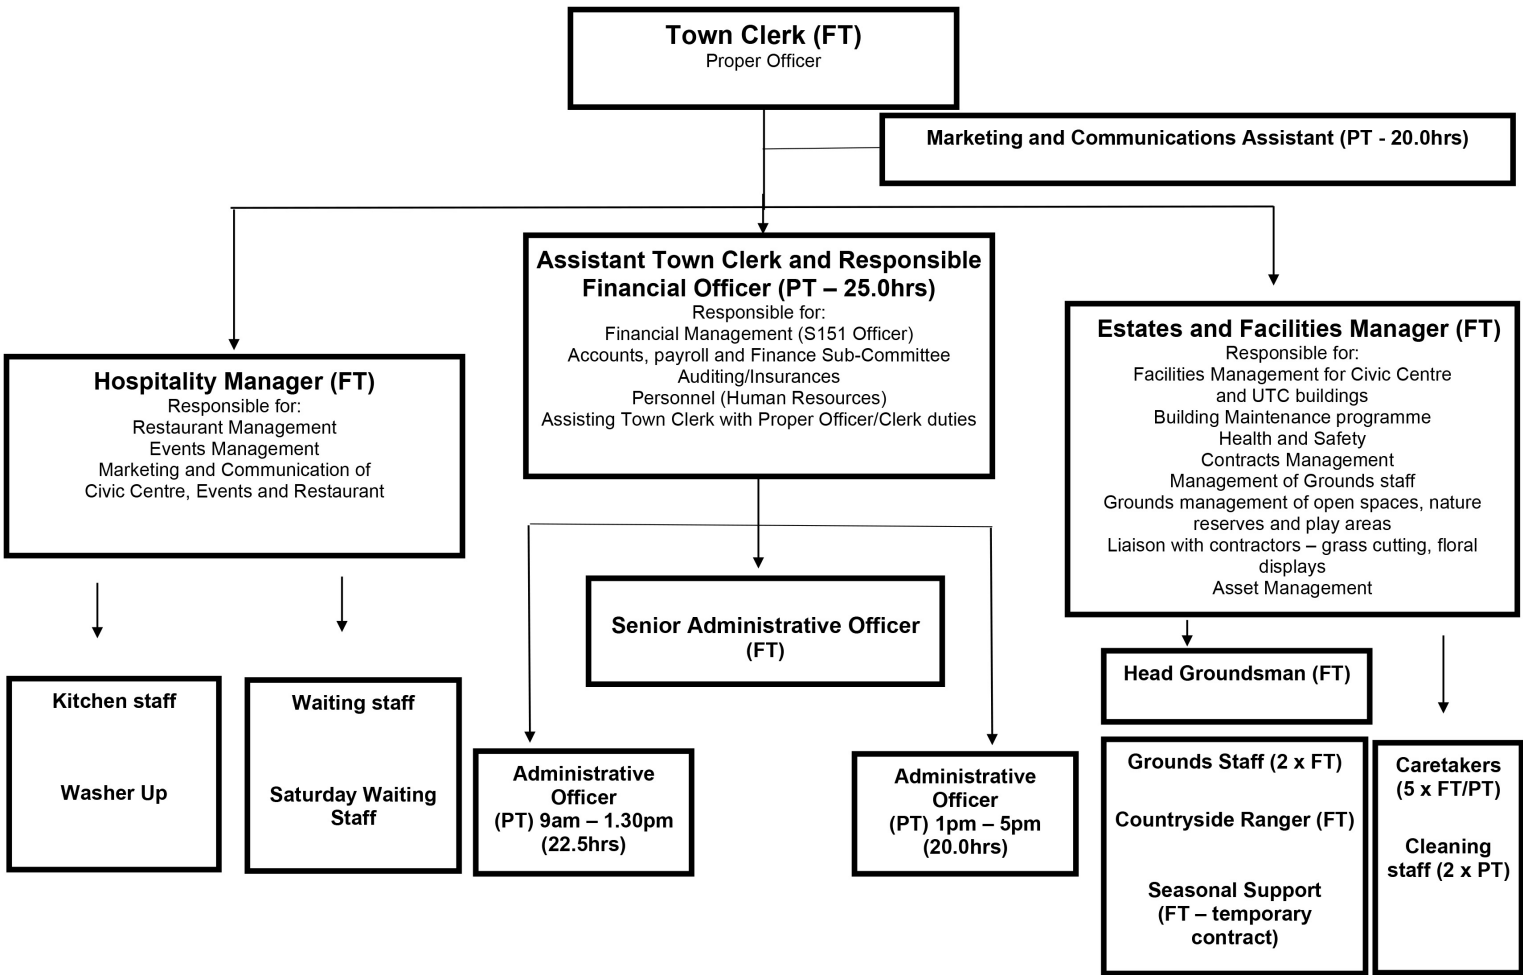 Town Clerk (FT)
Proper Officer
Marketing and Communications Assistant (PT - 20.0hrs)
Assistant Town Clerk and Responsible
Financial Officer (PT – 25.0hrs)
Responsible for:
Financial Management (S151 Officer)
Accounts, payroll and Finance Sub-Committee
Auditing/Insurances
Personnel (Human Resources)
Assisting Town Clerk with Proper Officer/Clerk duties
Estates and Facilities Manager (FT)
Responsible for:
Facilities Management for Civic Centre
and UTC buildings
Building Maintenance programme
Health and Safety
Contracts Management
Management of Grounds staff
Grounds management of open spaces, nature
reserves and play areas
Liaison with contractors – grass cutting, floral
displays
Asset Management
Hospitality Manager (FT)
Responsible for:
Restaurant Management
Events Management
Marketing and Communication of
Civic Centre, Events and Restaurant
Senior Administrative Officer
(FT)
Head Groundsman (FT)
Kitchen staff
Washer Up
Waiting staff
Saturday Waiting
Staff
Administrative
Officer
(PT) 9am – 1.30pm
(22.5hrs)
Administrative
Officer
(PT) 1pm – 5pm
(20.0hrs)
Grounds Staff (2 x FT)
Countryside Ranger (FT)
Seasonal Support
(FT – temporary
contract)
Caretakers
(5 x FT/PT)
Cleaning
staff (2 x PT)